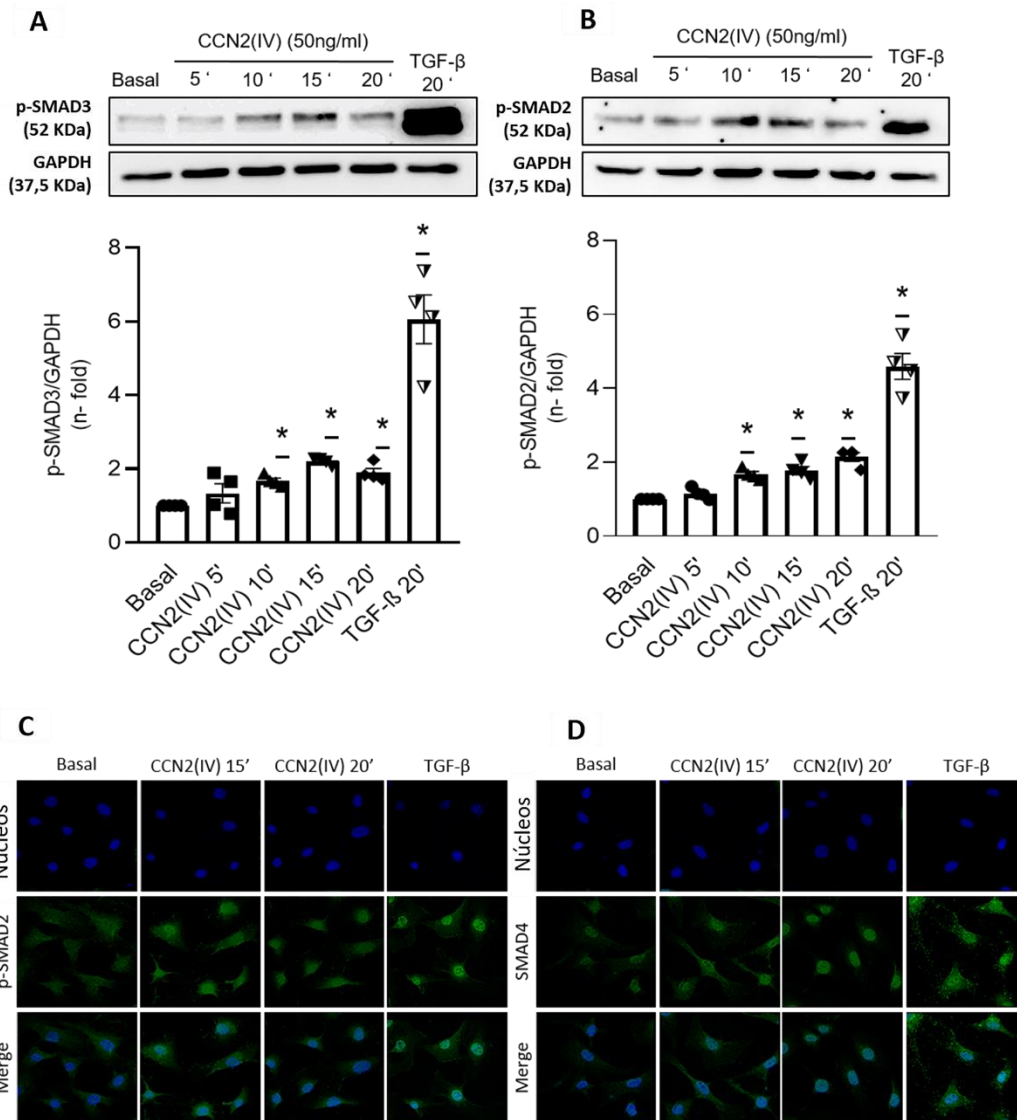 A
CCN2(IV) (50ng/ml)
Basal 5 ‘ 10 ‘ 15 ‘ 20 ‘ TGF-β 20 ‘
p-SMAD3
(52 KDa)
GAPDH
(37,5 KDa)
8
6
4
2
0
p-SMAD3/GAPDH
(n- fold)
*
*
*
*
Basal
CCN2(IV) 5'
CCN2(IV) 10'
CCN2(IV) 15'
CCN2(IV) 20'
TGF-ß 20'
B
CCN2(IV) (50ng/ml)
Basal 5 ‘ 10 ‘ 15 ‘ 20 ‘ TGF-β 20 ‘
p-SMAD2
(52 KDa)
GAPDH
(37,5 KDa)
8
6
4
2
0
p-SMAD2/GAPDH
(n- fold)
*
*
*
*
Basal
CCN2(IV) 5'
CCN2(IV) 10'
CCN2(IV) 15'
CCN2(IV) 20'
TGF-ß 20'
C
Basal CCN2(IV) 15’ CCN2(IV) 20’ TGF-β
Núcleos
p-SMAD2
Merge
D
Basal CCN2(IV) 15’ CCN2(IV) 20’ TGF-β
Núcleos
SMAD4
Merge